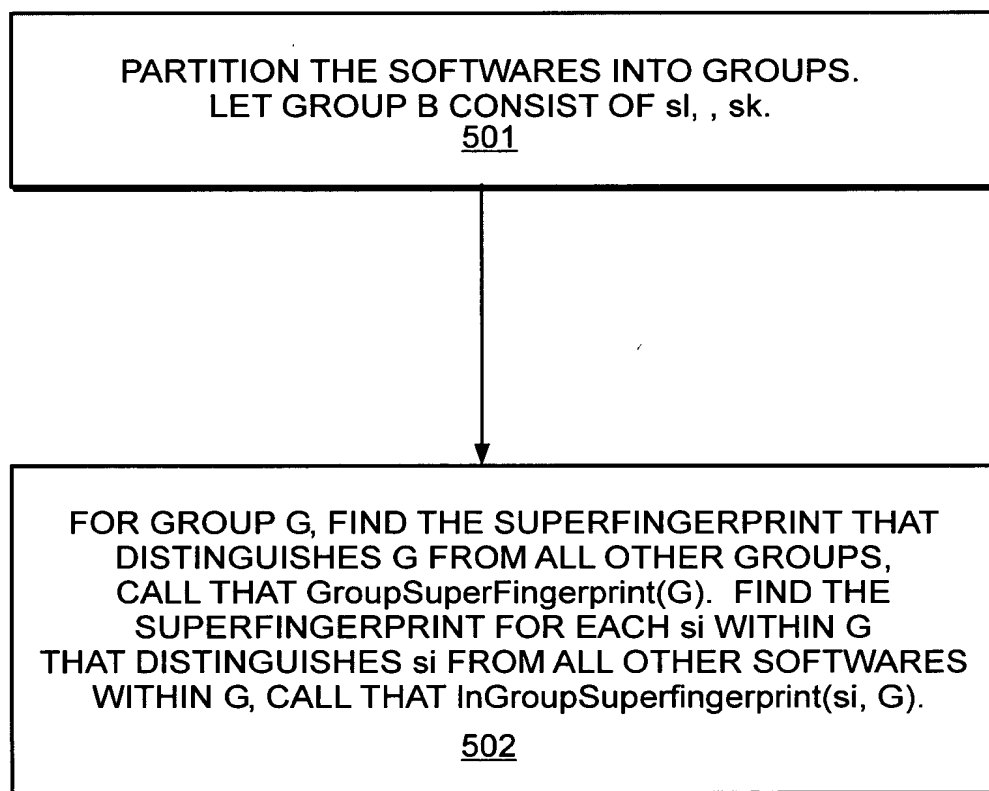 PARTITION THE SOFTWARES INTO GROUPS.
LET GROUP B CONSIST OF sl, , sk.
501
FOR GROUP G, FIND THE SUPERFINGERPRINT THAT
DISTINGUISHES G FROM ALL OTHER GROUPS,
CALL THAT GroupSuperFingerprint(G). FIND THE
SUPERFINGERPRINT FOR EACH si WITHIN G
THAT DISTINGUISHES si FROM ALL OTHER SOFTWARES
WITHIN G, CALL THAT InGroupSuperfingerprint(si, G).
502